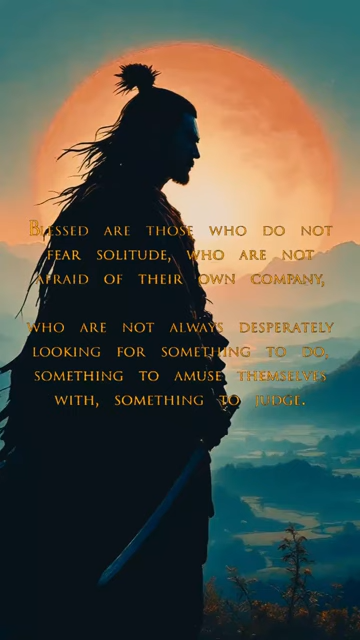 Blessed are those who do not
fear solitude, who are not
afraid of their own company,
who are not always desperately
looking for something to do,
something to amuse themselves
with, something to judge.